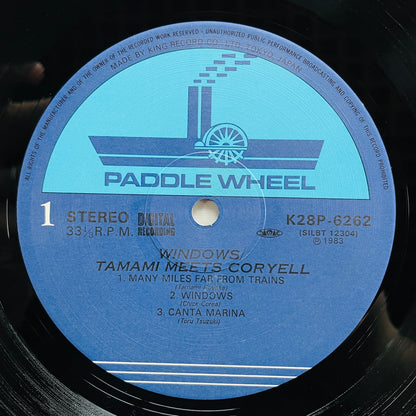 ALL RIGHTS OF THE MANUFACTURER AND OF THE OWNER OF THE RECORDED WORK RESERVED - UNAUTHORIZED PUBLIC PERFORMANCE BROADCASTING AND COPYING OF THIS RECORD PROHIBITED
MADE BY KING RECORD CO., LTD. TOKYO, JAPAN
PADDLE WHEEL
1 STEREO DIGITAL RECORDING K28P-6262
33⅓ R.P.M. (SILBT 12304)
Ⓟ 1983
WINDOWS
TAMAMI MEETS CORYELL
1. MANY MILES FAR FROM TRAINS
(Tamami
2. WINDOWS
(Chick Corea)
3. CANTA MARINA
(Toru Tsuzuki)